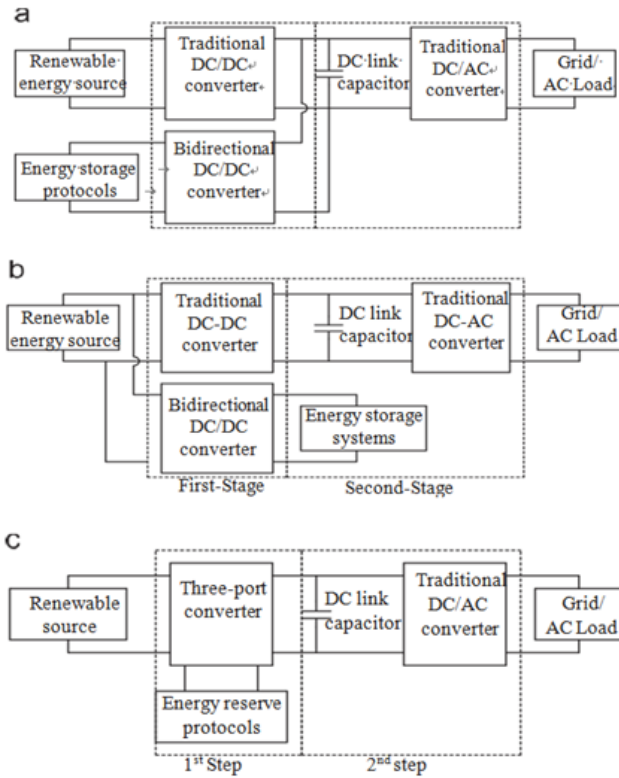 a
Renewable·
energy·source
Traditional
DC/DC↵
converter↵
DC·link·
capacitor
Traditional
DC/AC↵
converter↵
Grid/·
AC·Load
Energy·storage
protocols
Bidirectional
DC/DC↵
converter↵
b
Renewable
energy source
Traditional
DC-DC
converter
DC link
capacitor
Traditional
DC-AC
converter
Grid/
AC Load
Bidirectional
DC/DC
converter
Energy storage
systems
First-Stage
Second-Stage
c
Renewable
source
Three-port
converter
DC link
capacitor
Traditional
DC/AC
converter
Grid/
AC Load
Energy reserve
protocols
1st Step
2nd step